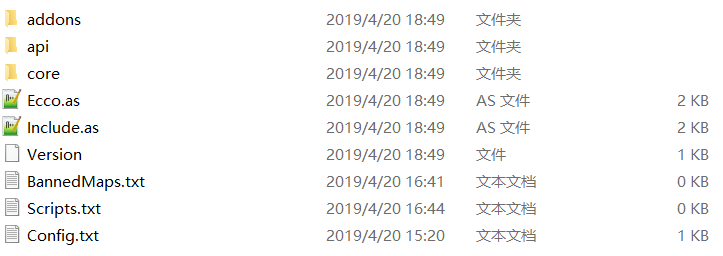 addons 2019/4/20 18:49 文件夹
api 2019/4/20 18:49 文件夹
core 2019/4/20 18:49 文件夹
Ecco.as 2019/4/20 18:49 AS 文件 2 KB
Include.as 2019/4/20 18:49 AS 文件 2 KB
Version 2019/4/20 18:49 文件 1 KB
BannedMaps.txt 2019/4/20 16:41 文本文档 0 KB
Scripts.txt 2019/4/20 16:44 文本文档 0 KB
Config.txt 2019/4/20 15:20 文本文档 1 KB